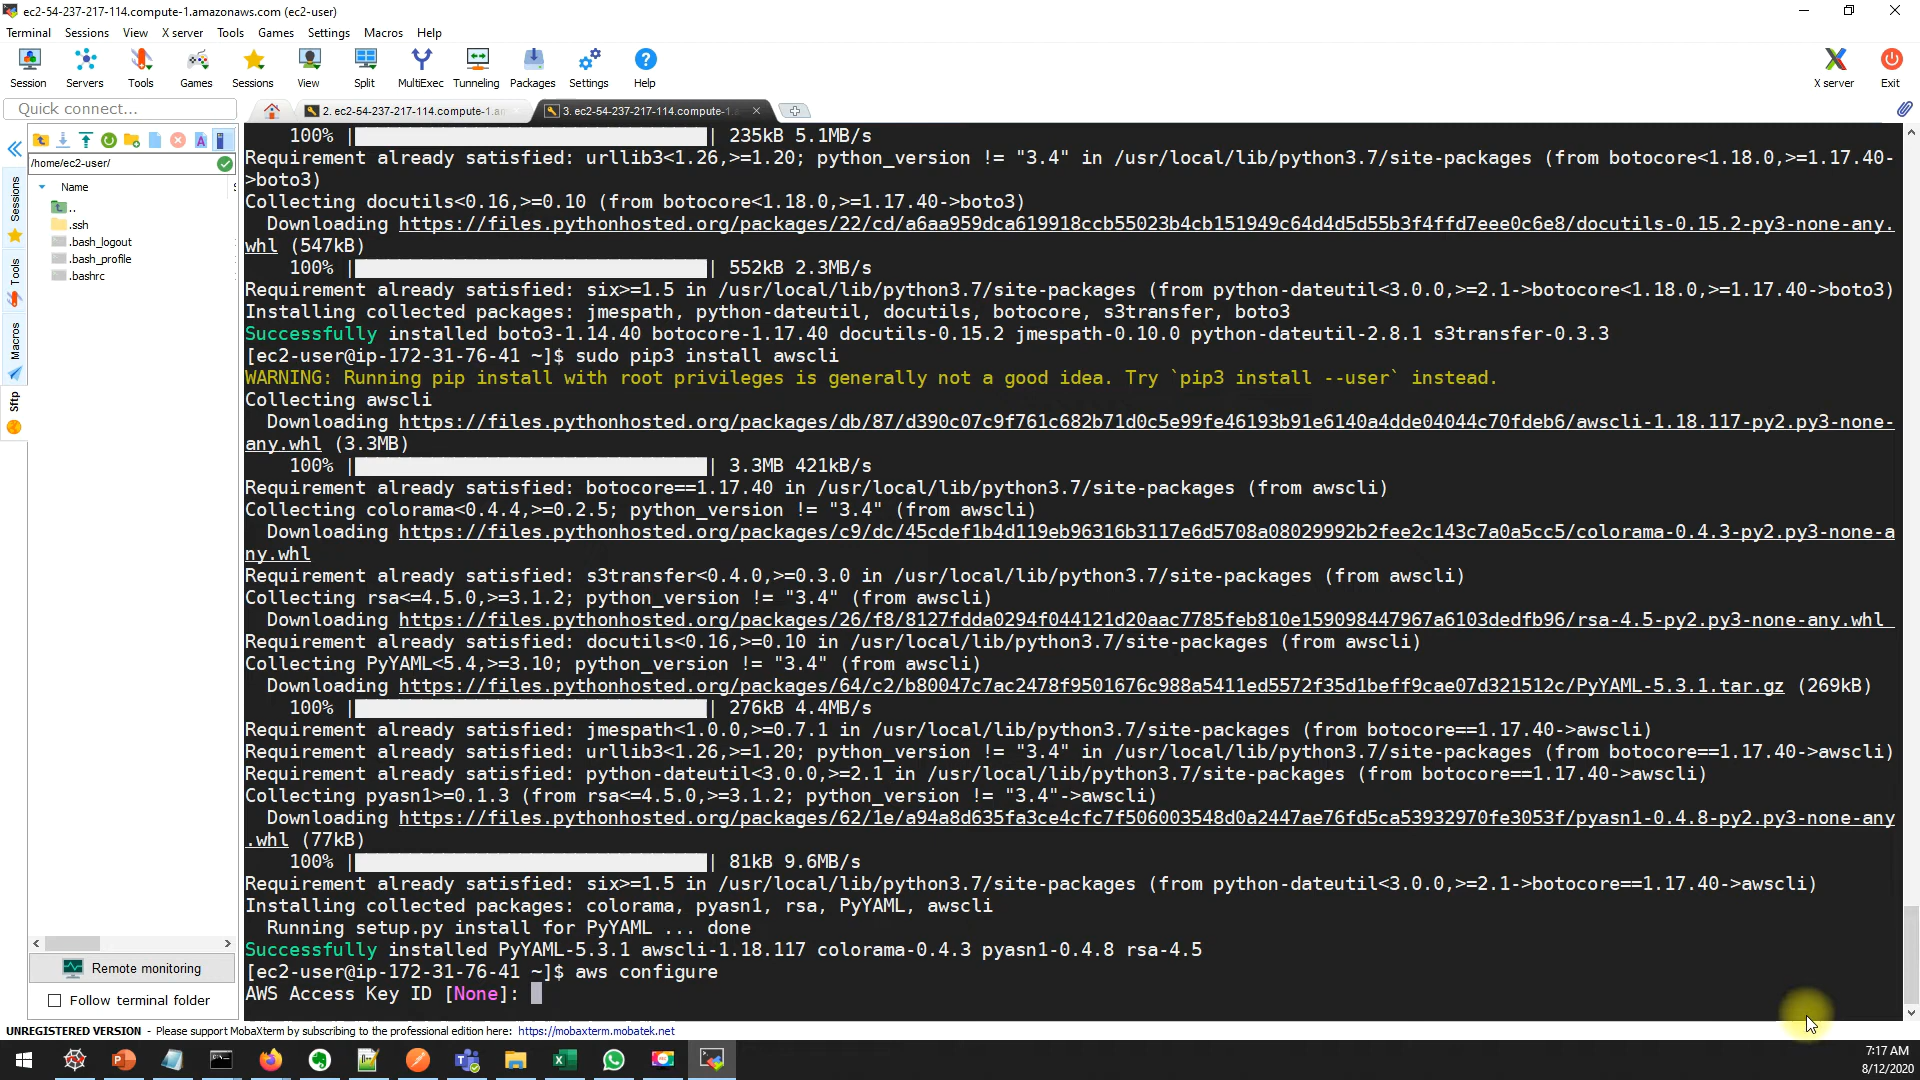 ec2-54-237-217-114.compute-1.amazonaws.com (ec2-user)
Terminal Sessions View X server Tools Games Settings Macros Help
Session Servers Tools Games Sessions View Split MultiExec Tunneling Packages Settings Help X server Exit
Quick connect...
2. ec2-54-237-217-114.compute-1.am
3. ec2-54-237-217-114.compute-1.a
/home/ec2-user/
Name
..
.ssh
.bash_logout
.bash_profile
.bashrc
Sessions
Tools
Macros
Sftp
100% | | 235kB 5.1MB/s
Requirement already satisfied: urllib3<1.26,>=1.20; python_version != "3.4" in /usr/local/lib/python3.7/site-packages (from botocore<1.18.0,>=1.17.40-
>boto3)
Collecting docutils<0.16,>=0.10 (from botocore<1.18.0,>=1.17.40->boto3)
Downloading https://files.pythonhosted.org/packages/22/cd/a6aa959dca619918ccb55023b4cb151949c64d4d5d55b3f4ffd7eee0c6e8/docutils-0.15.2-py3-none-any.
whl (547kB)
100% | | 552kB 2.3MB/s
Requirement already satisfied: six>=1.5 in /usr/local/lib/python3.7/site-packages (from python-dateutil<3.0.0,>=2.1->botocore<1.18.0,>=1.17.40->boto3)
Installing collected packages: jmespath, python-dateutil, docutils, botocore, s3transfer, boto3
Successfully installed boto3-1.14.40 botocore-1.17.40 docutils-0.15.2 jmespath-0.10.0 python-dateutil-2.8.1 s3transfer-0.3.3
[ec2-user@ip-172-31-76-41 ~]$ sudo pip3 install awscli
WARNING: Running pip install with root privileges is generally not a good idea. Try `pip3 install --user` instead.
Collecting awscli
Downloading https://files.pythonhosted.org/packages/db/87/d390c07c9f761c682b71d0c5e99fe46193b91e6140a4dde04044c70fdeb6/awscli-1.18.117-py2.py3-none-
any.whl (3.3MB)
100% | | 3.3MB 421kB/s
Requirement already satisfied: botocore==1.17.40 in /usr/local/lib/python3.7/site-packages (from awscli)
Collecting colorama<0.4.4,>=0.2.5; python_version != "3.4" (from awscli)
Downloading https://files.pythonhosted.org/packages/c9/dc/45cdef1b4d119eb96316b3117e6d5708a08029992b2fee2c143c7a0a5cc5/colorama-0.4.3-py2.py3-none-a
ny.whl
Requirement already satisfied: s3transfer<0.4.0,>=0.3.0 in /usr/local/lib/python3.7/site-packages (from awscli)
Collecting rsa<=4.5.0,>=3.1.2; python_version != "3.4" (from awscli)
Downloading https://files.pythonhosted.org/packages/26/f8/8127fdda0294f044121d20aac7785feb810e159098447967a6103dedfb96/rsa-4.5-py2.py3-none-any.whl
Requirement already satisfied: docutils<0.16,>=0.10 in /usr/local/lib/python3.7/site-packages (from awscli)
Collecting PyYAML<5.4,>=3.10; python_version != "3.4" (from awscli)
Downloading https://files.pythonhosted.org/packages/64/c2/b80047c7ac2478f9501676c988a5411ed5572f35d1beff9cae07d321512c/PyYAML-5.3.1.tar.gz (269kB)
100% | | 276kB 4.4MB/s
Requirement already satisfied: jmespath<1.0.0,>=0.7.1 in /usr/local/lib/python3.7/site-packages (from botocore==1.17.40->awscli)
Requirement already satisfied: urllib3<1.26,>=1.20; python_version != "3.4" in /usr/local/lib/python3.7/site-packages (from botocore==1.17.40->awscli)
Requirement already satisfied: python-dateutil<3.0.0,>=2.1 in /usr/local/lib/python3.7/site-packages (from botocore==1.17.40->awscli)
Collecting pyasn1>=0.1.3 (from rsa<=4.5.0,>=3.1.2; python_version != "3.4"->awscli)
Downloading https://files.pythonhosted.org/packages/62/1e/a94a8d635fa3ce4cfc7f506003548d0a2447ae76fd5ca53932970fe3053f/pyasn1-0.4.8-py2.py3-none-any
.whl (77kB)
100% | | 81kB 9.6MB/s
Requirement already satisfied: six>=1.5 in /usr/local/lib/python3.7/site-packages (from python-dateutil<3.0.0,>=2.1->botocore==1.17.40->awscli)
Installing collected packages: colorama, pyasn1, rsa, PyYAML, awscli
Running setup.py install for PyYAML ... done
Successfully installed PyYAML-5.3.1 awscli-1.18.117 colorama-0.4.3 pyasn1-0.4.8 rsa-4.5
[ec2-user@ip-172-31-76-41 ~]$ aws configure
AWS Access Key ID [None]:
Remote monitoring
Follow terminal folder
UNREGISTERED VERSION - Please support MobaXterm by subscribing to the professional edition here: https://mobaxterm.mobatek.net
7:17 AM
8/12/2020